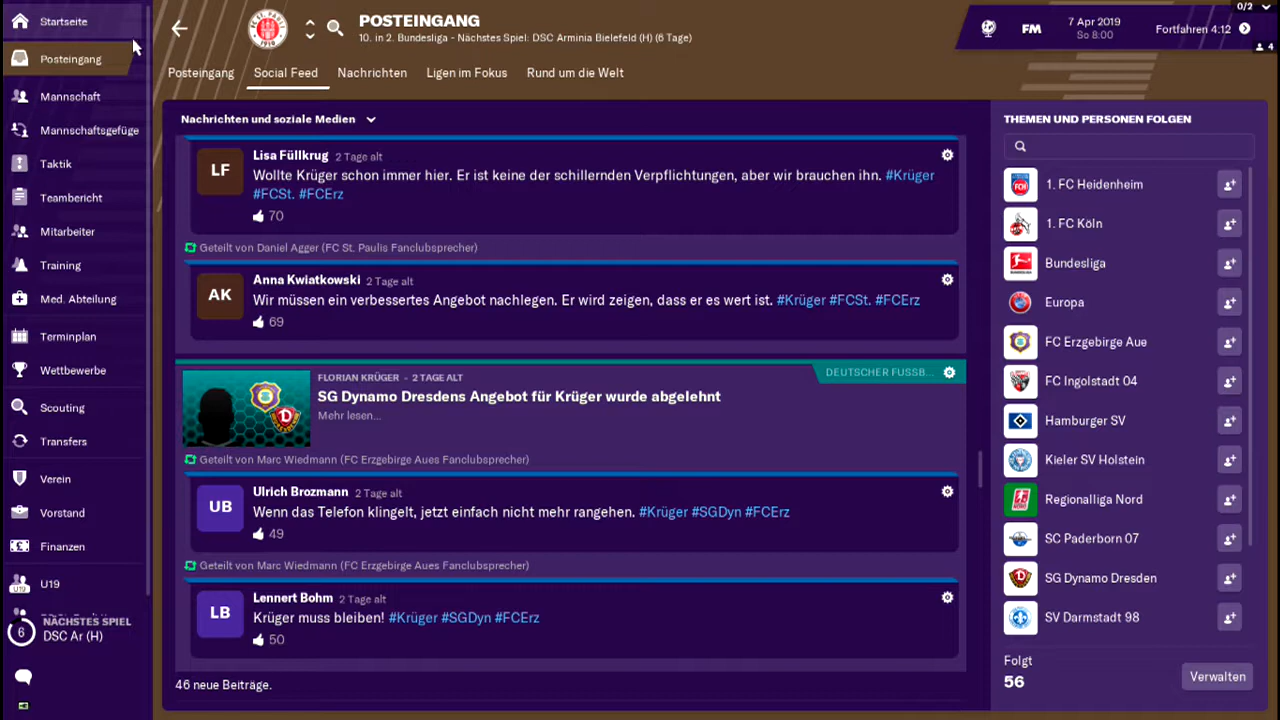 Startseite
Posteingang
Mannschaft
Mannschaftsgefüge
Taktik
Teambericht
Mitarbeiter
Training
Med. Abteilung
Terminplan
Wettbewerbe
Scouting
Transfers
Verein
Vorstand
Finanzen
U19
NÄCHSTES SPIEL
6
DSC Ar (H)
POSTEINGANG
10. in 2. Bundesliga - Nächstes Spiel: DSC Arminia Bielefeld (H) (6 Tage)
0/2
FM
7 Apr 2019
So 8:00
Fortfahren 4:12
4
Posteingang
Social Feed
Nachrichten
Ligen im Fokus
Rund um die Welt
Nachrichten und soziale Medien
LF
Lisa Füllkrug 2 Tage alt
Wollte Krüger schon immer hier. Er ist keine der schillernden Verpflichtungen, aber wir brauchen ihn. #Krüger
#FCSt. #FCErz
70
Geteilt von Daniel Agger (FC St. Paulis Fanclubsprecher)
AK
Anna Kwiatkowski 2 Tage alt
Wir müssen ein verbessertes Angebot nachlegen. Er wird zeigen, dass er es wert ist. #Krüger #FCSt. #FCErz
69
FLORIAN KRÜGER - 2 TAGE ALT
DEUTSCHER FUSSB...
SG Dynamo Dresdens Angebot für Krüger wurde abgelehnt
Mehr lesen...
Geteilt von Marc Wiedmann (FC Erzgebirge Aues Fanclubsprecher)
UB
Ulrich Brozmann 2 Tage alt
Wenn das Telefon klingelt, jetzt einfach nicht mehr rangehen. #Krüger #SGDyn #FCErz
49
Geteilt von Marc Wiedmann (FC Erzgebirge Aues Fanclubsprecher)
LB
Lennert Bohm 2 Tage alt
Krüger muss bleiben! #Krüger #SGDyn #FCErz
50
46 neue Beiträge.
THEMEN UND PERSONEN FOLGEN
1. FC Heidenheim
1. FC Köln
Bundesliga
Europa
FC Erzgebirge Aue
FC Ingolstadt 04
Hamburger SV
Kieler SV Holstein
Regionalliga Nord
SC Paderborn 07
SG Dynamo Dresden
SV Darmstadt 98
Folgt
56
Verwalten